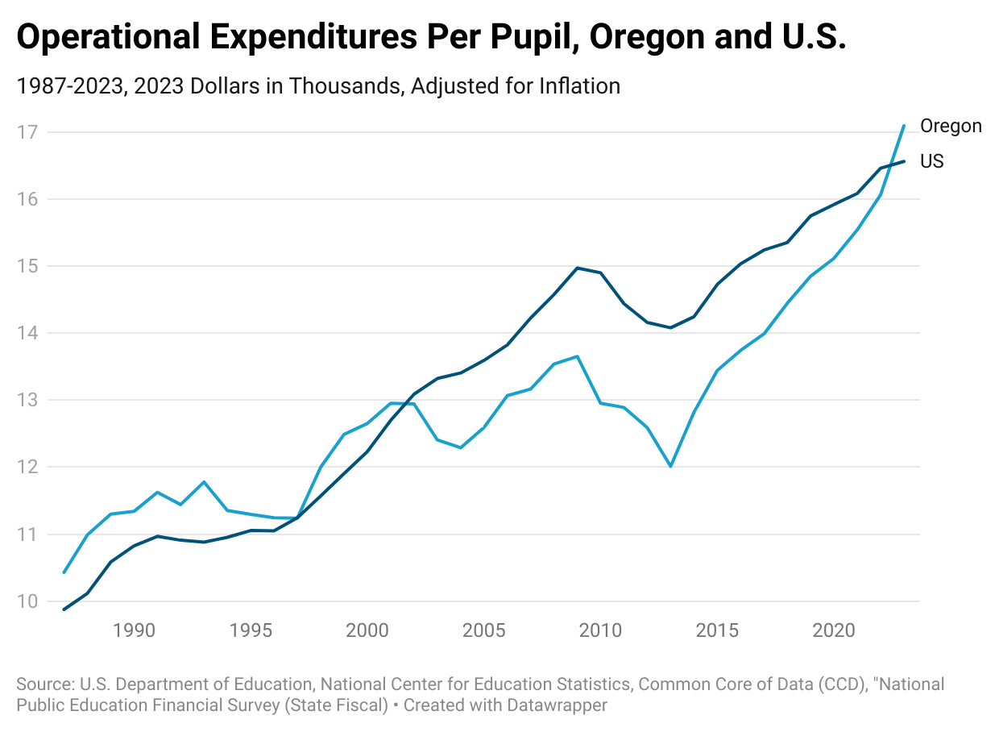 Operational Expenditures Per Pupil, Oregon and U.S.
1987-2023, 2023 Dollars in Thousands, Adjusted for Inflation
17
Oregon
US
16
15
14
13
12
11
10
1990 1995 2000 2005 2010 2015 2020
Source: U.S. Department of Education, National Center for Education Statistics, Common Core of Data (CCD), "National
Public Education Financial Survey (State Fiscal) • Created with Datawrapper